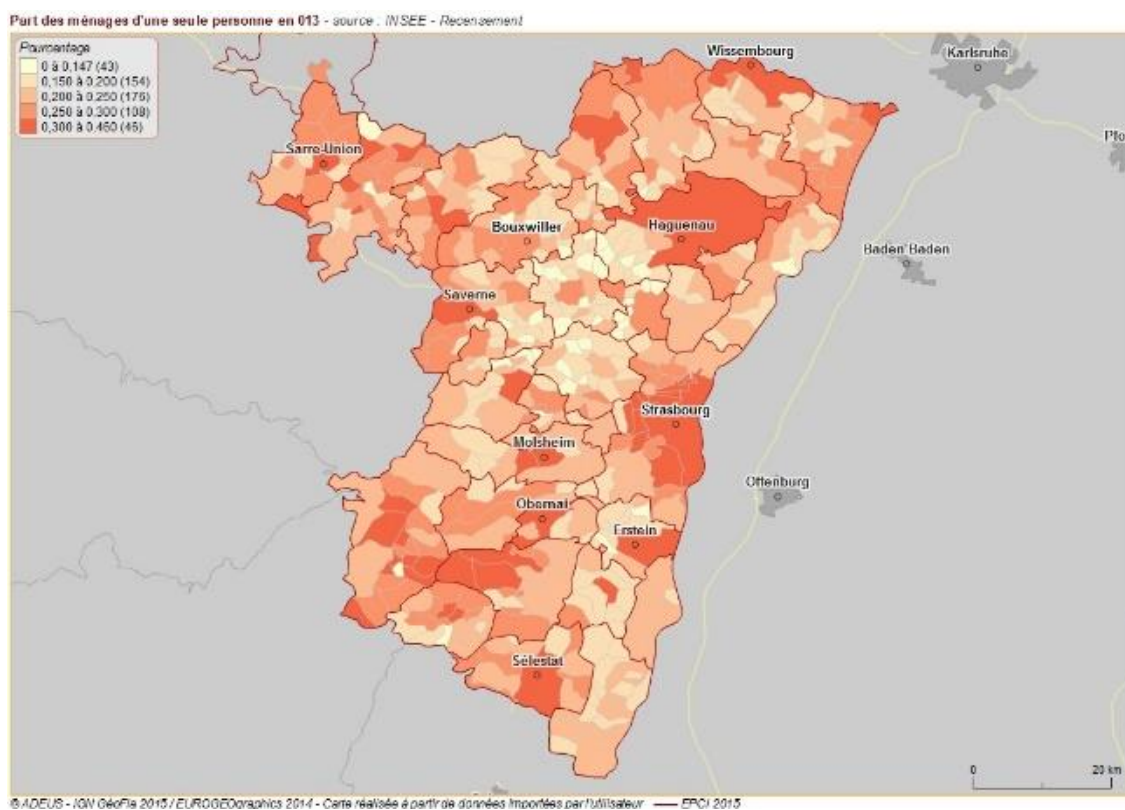 Part des ménages d'une seule personne en 013 - source : INSEE - Recensement
Pourcentage
0 à 0,147 (43)
0,150 à 0.200 (154)
0,200 à 0.250 (176)
0,250 à 0.300 (108)
0,300 à 0.460 (46)
Wissembourg
Karlsruhe
Pfo
Sarre-Union
Bouxwiller
Haguenau
Baden Baden
Saverne
Strasbourg
Molsheim
Offenburg
Obernai
Erstein
Sélestat
0 20 km
© ADEUS - IGN GéoFla 2015 / EUROGEOgraphics 2014 - Carte réalisée à partir de données importées par l'utilisateur EPCI 2015